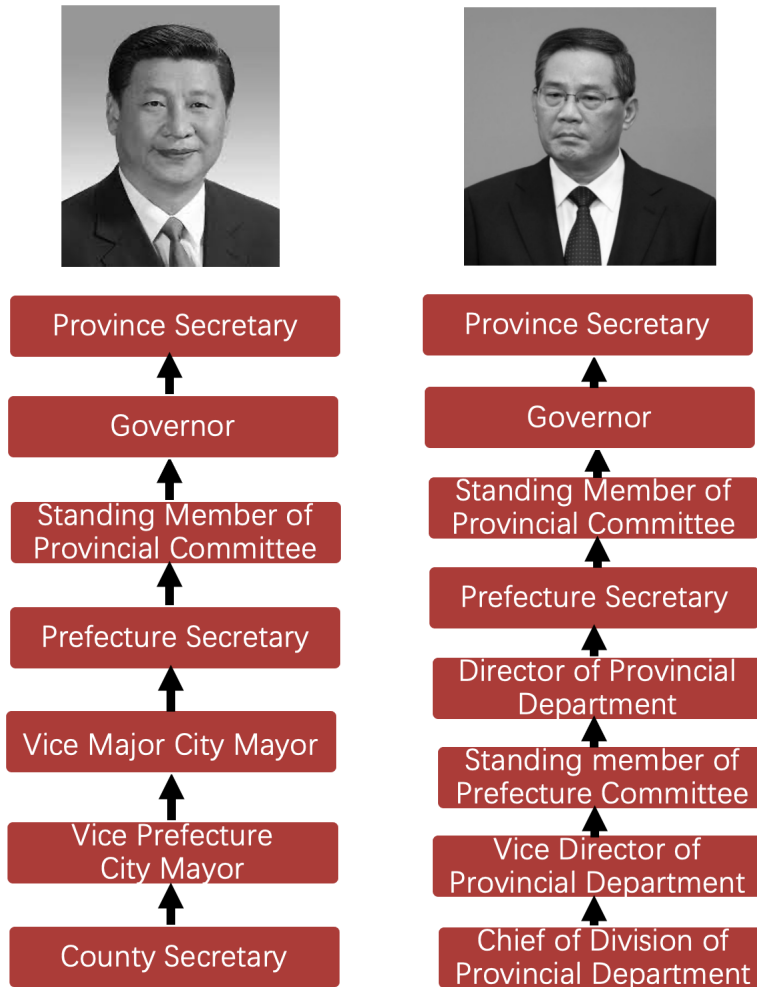 Province Secretary
Governor
Standing Member of
Provincial Committee
Prefecture Secretary
Vice Major City Mayor
Vice Prefecture
City Mayor
County Secretary
Province Secretary
Governor
Standing Member of
Provincial Committee
Prefecture Secretary
Director of Provincial
Department
Standing member of
Prefecture Committee
Vice Director of
Provincial Department
Chief of Division of
Provincial Department